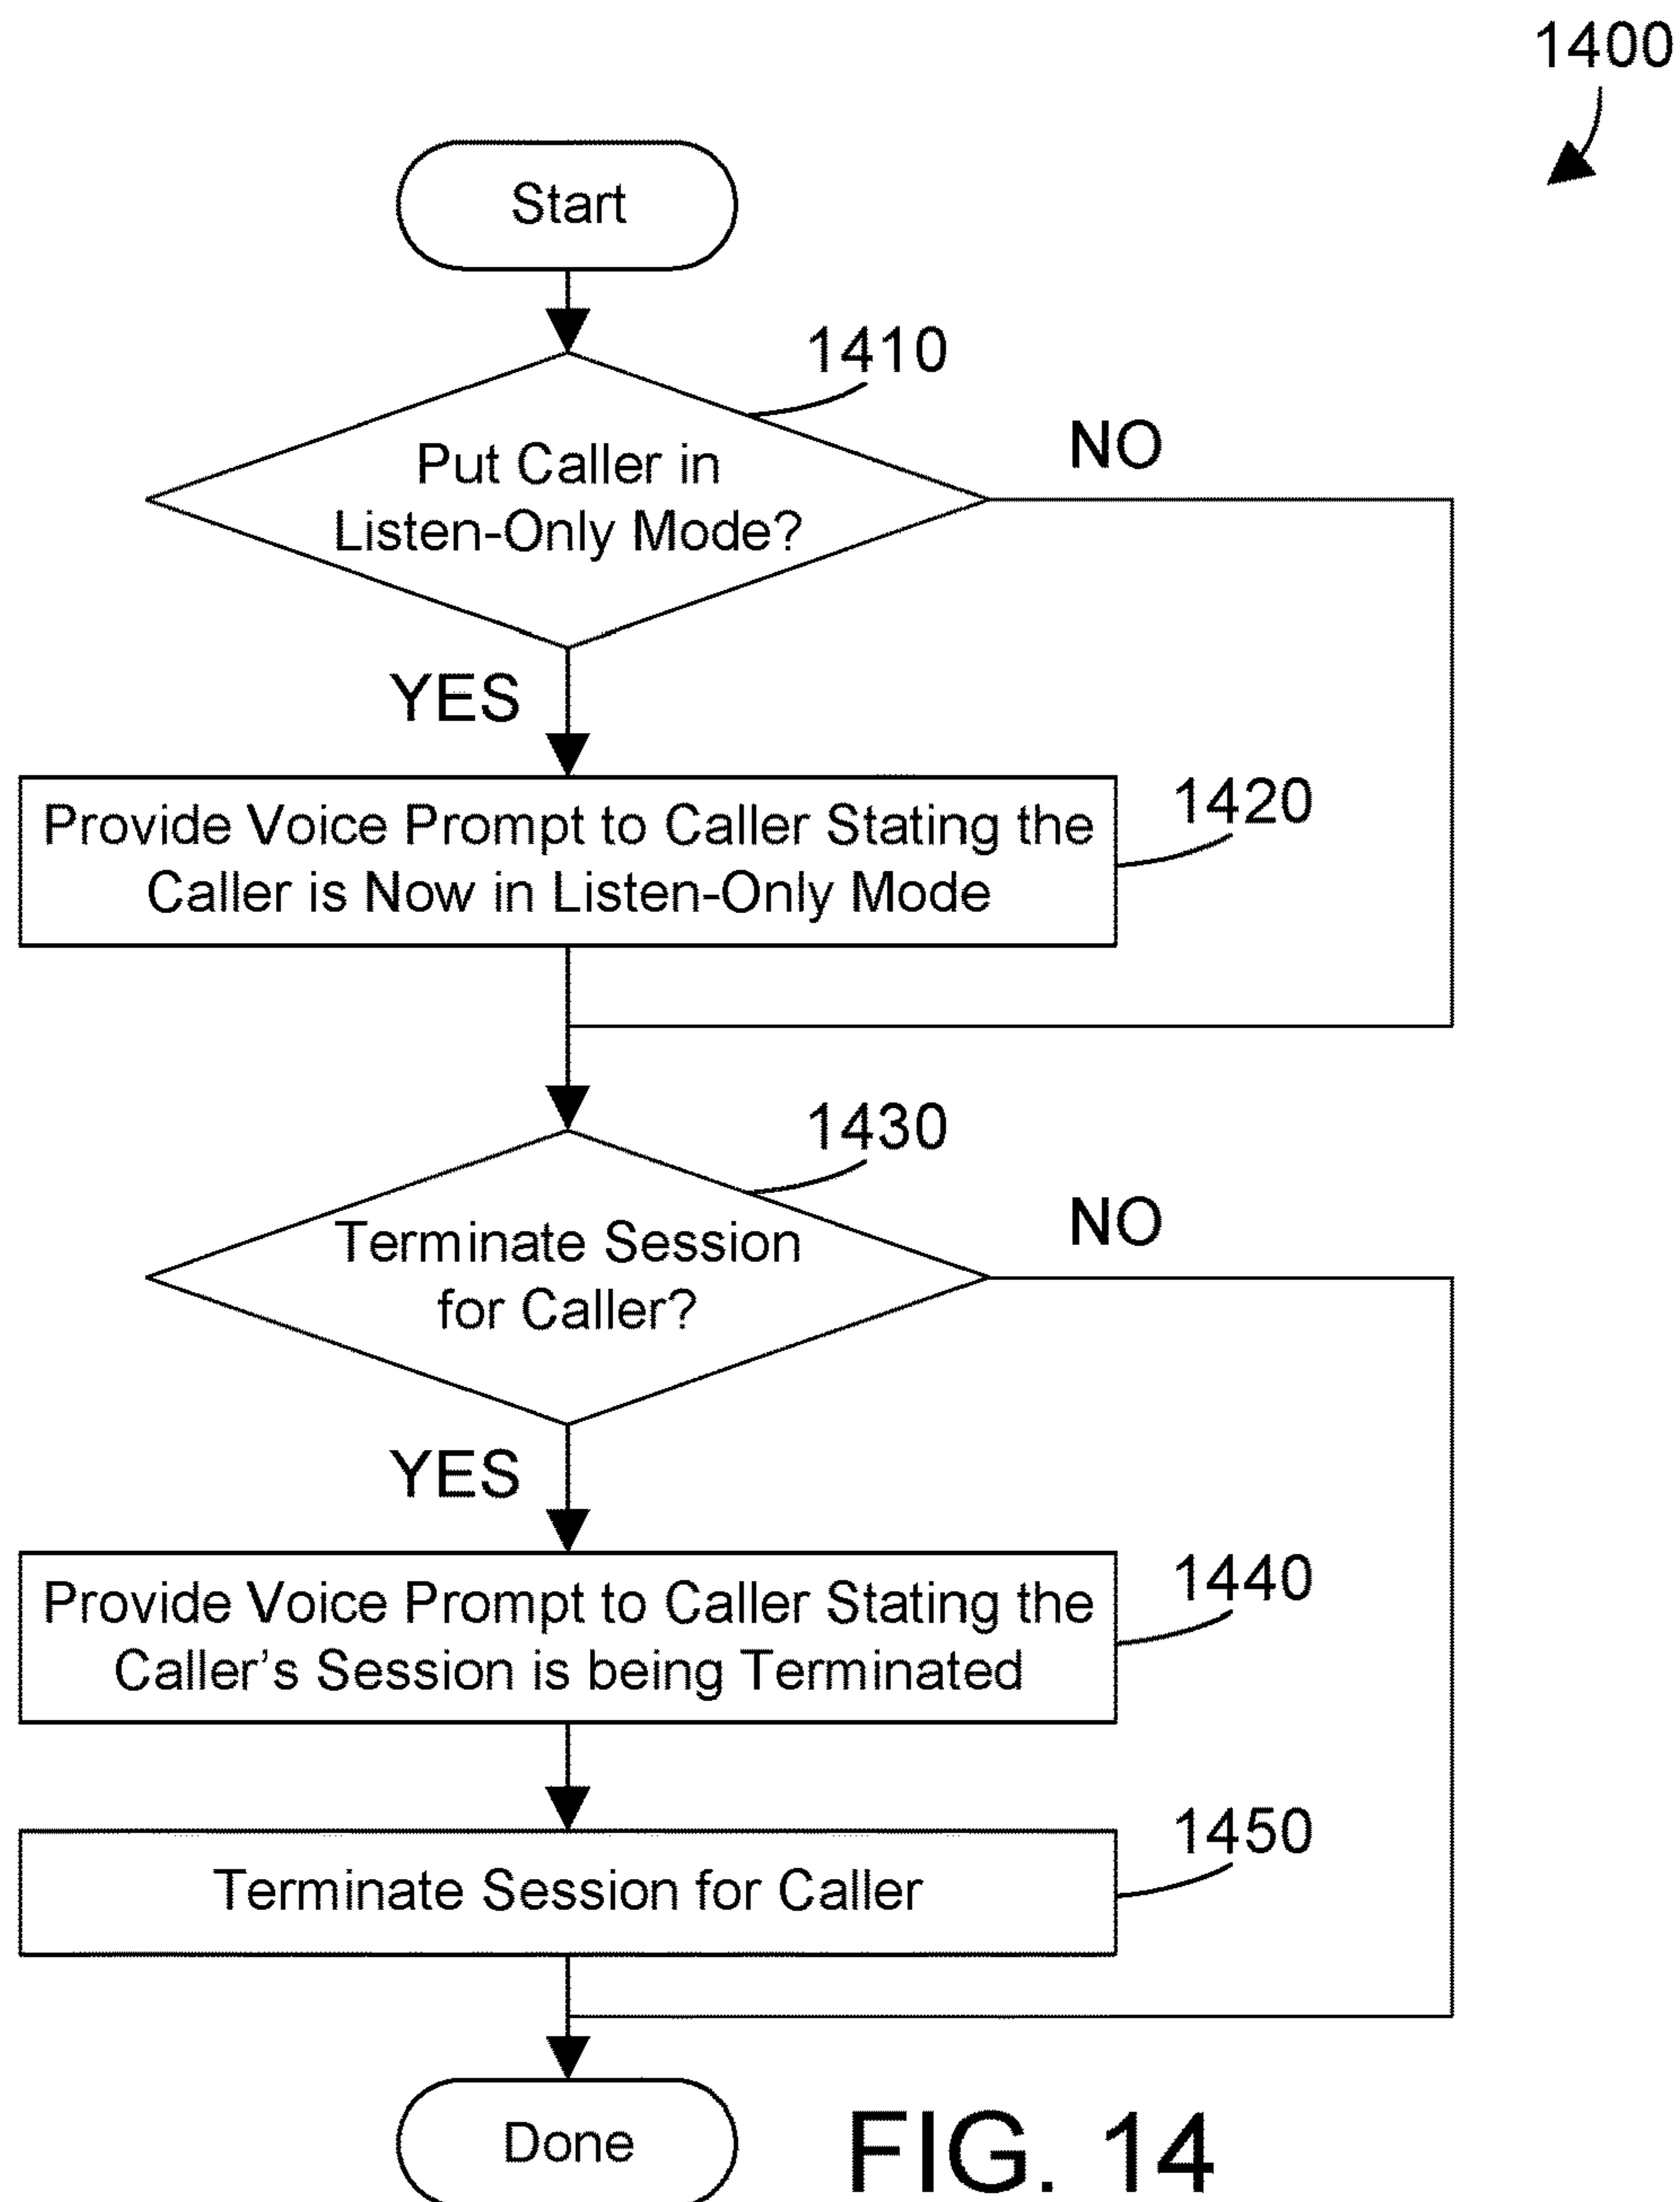 1400
Start
1410
Put Caller in
Listen-Only Mode?
NO
YES
Provide Voice Prompt to Caller Stating the
Caller is Now in Listen-Only Mode
1420
1430
Terminate Session
for Caller?
NO
YES
Provide Voice Prompt to Caller Stating the
Caller’s Session is being Terminated
1440
Terminate Session for Caller
1450
Done
FIG. 14